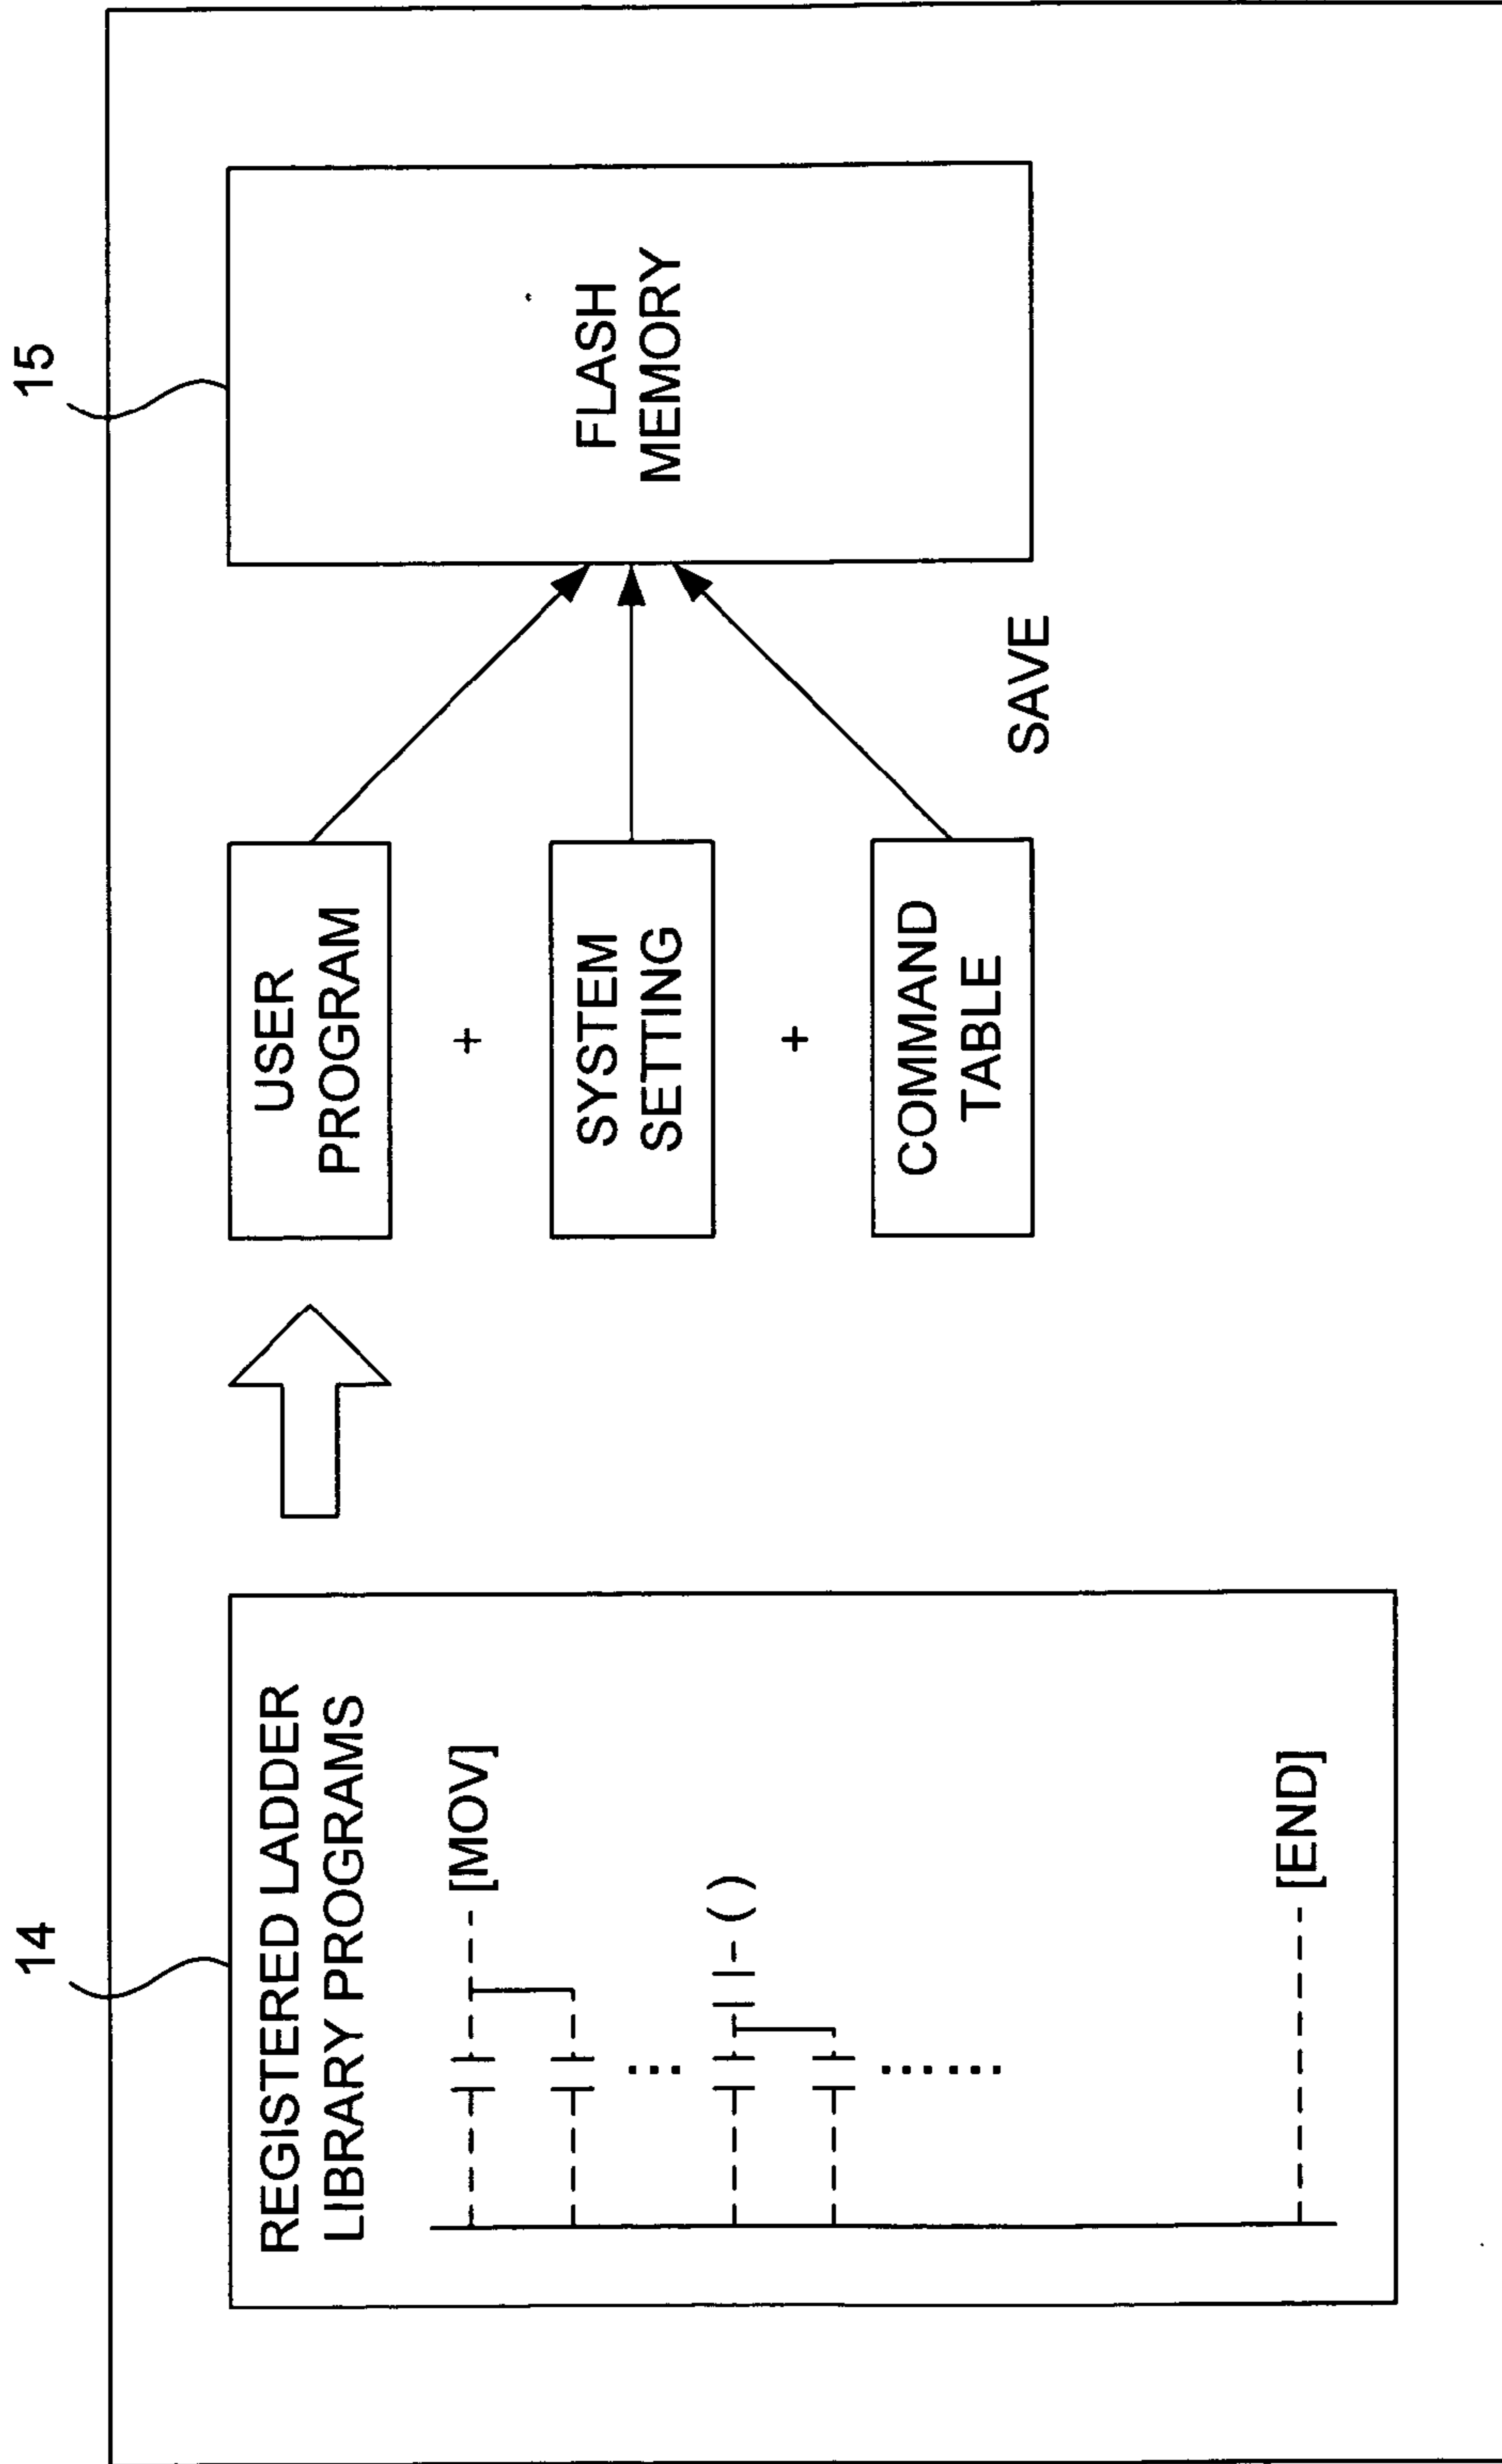 14
15
REGISTERED LADDER
LIBRARY PROGRAMS
[MOV]
( )
[END]
USER
PROGRAM
+
SYSTEM
SETTING
+
COMMAND
TABLE
SAVE
FLASH
MEMORY